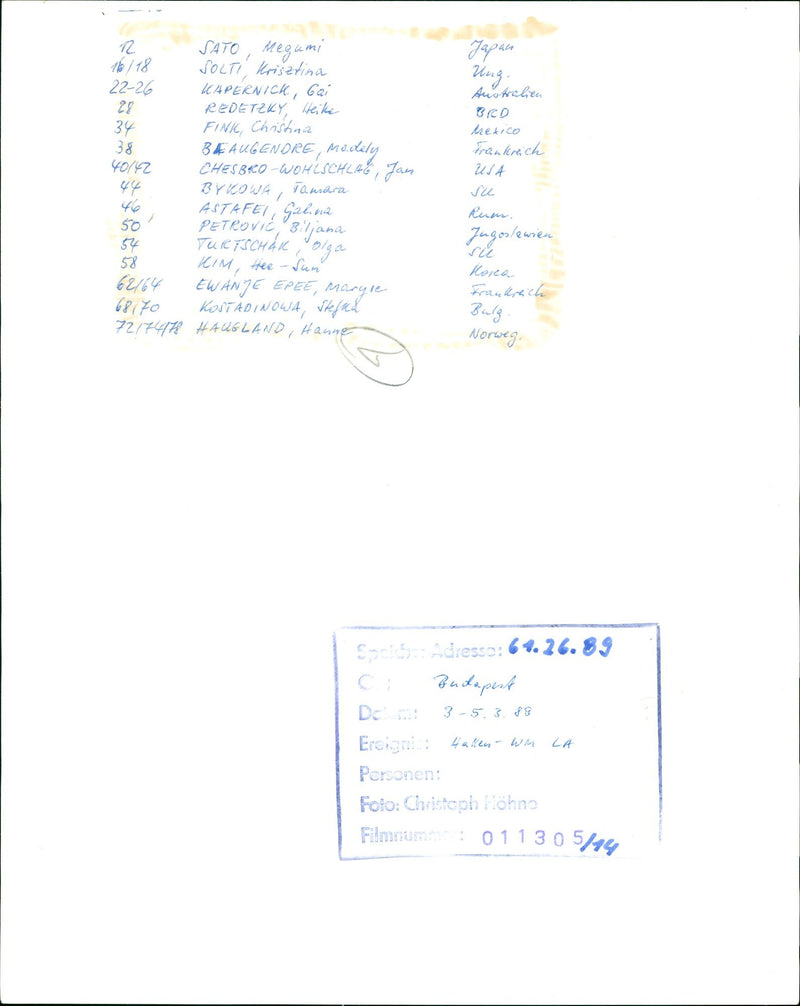 12 SATO, Megumi Japan
16/18 SOLTI, Krisztina Ung.
22-26 KAPERNICK, Gai Australien
28 REDETZKY, Heike BRD
34 FINK, Christina Mexico
38 BEAUGENDRE, Madely Frankreich
40/42 CHESBRO-WOHLSCHLAG, Jan USA
44 BYKOWA, Tamara SU
46 ASTAFEI, Galina Rum.
50 PETROVIC, Biljana Jugoslawien
54 TURTSCHAK, Olga SU
58 KIM, Hee-Sun Korea
62/64 EWANJE EPEE, Maryse Frankreich
68/70 KOSTADINOWA, Stefka Bulg.
72/74/78 HAUGLAND, Hanne Norweg.
Speicher Adresse: 61.26.89
Budapest
Datum: 3-5.3.89
Ereignis: Hallen-WM LA
Personen:
Foto: Christoph Höhne
Filmnummer: 011305/14